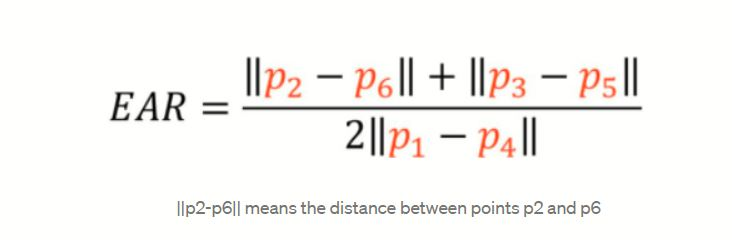 EAR = ||p2 − p6|| + ||p3 − p5||
2||p1 − p4||
||p2-p6|| means the distance between points p2 and p6